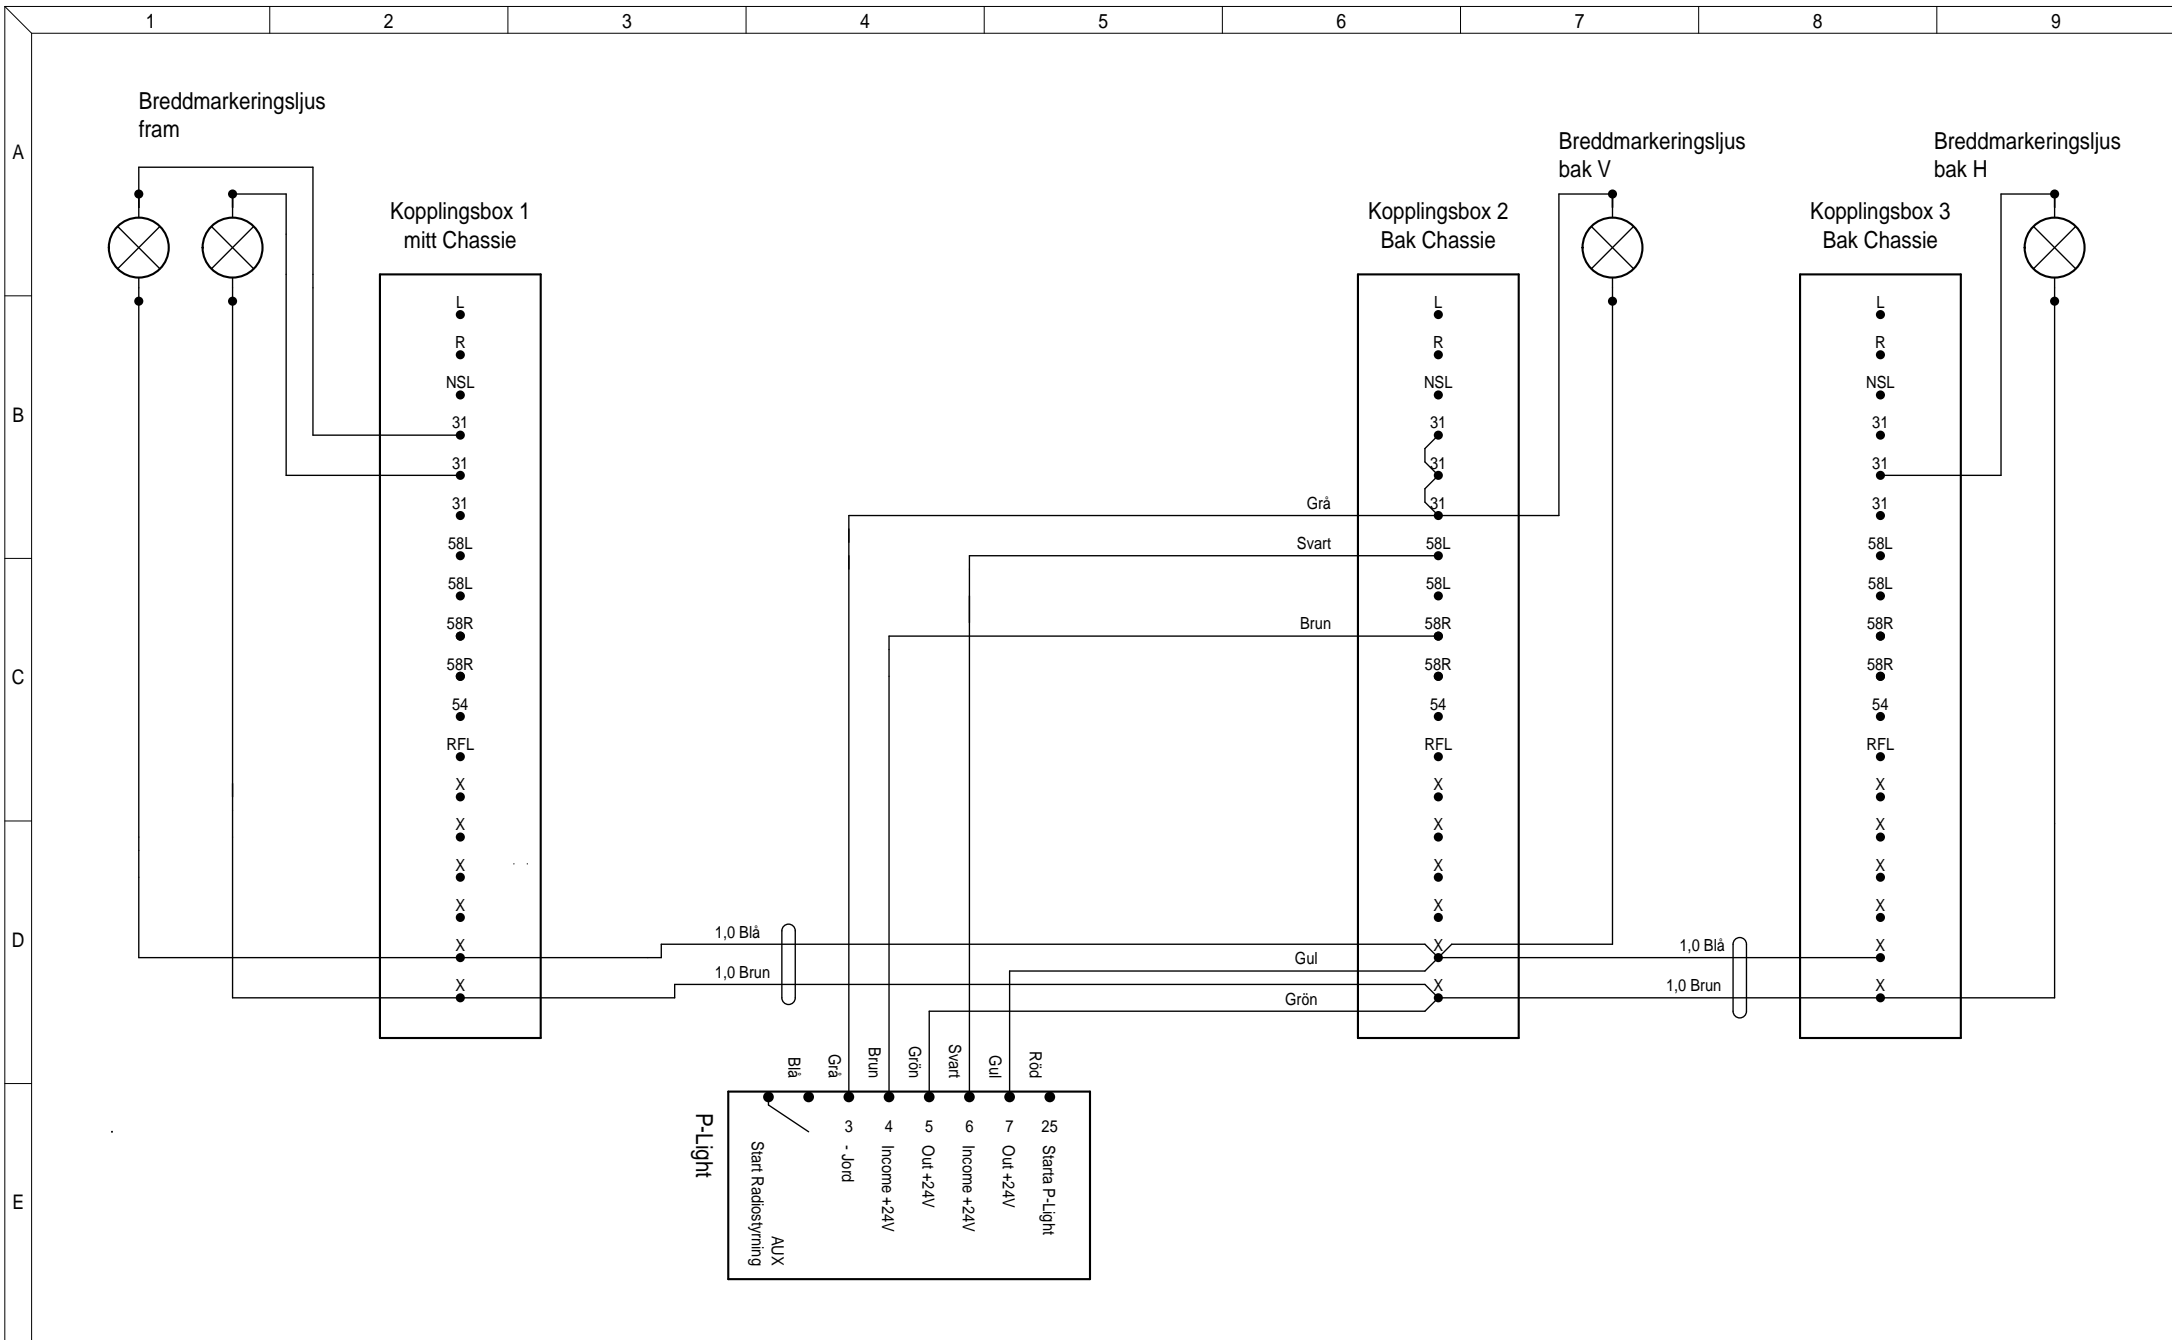 1 2 3 4 5 6 7 8 9
A
B
C
D
E
Breddmarkeringsljus
fram
Kopplingsbox 1
mitt Chassie
L
R
NSL
31
31
31
58L
58L
58R
58R
54
RFL
X
X
X
X
X
X
Kopplingsbox 2
Bak Chassie
L
R
NSL
31
31
31
58L
58L
58R
58R
54
RFL
X
X
X
X
X
X
Breddmarkeringsljus
bak V
Kopplingsbox 3
Bak Chassie
L
R
NSL
31
31
31
58L
58L
58R
58R
54
RFL
X
X
X
X
X
X
Breddmarkeringsljus
bak H
Grå
Svart
Brun
1,0 Blå
1,0 Brun
Gul
Grön
1,0 Blå
1,0 Brun
Blå
Grå
Brun
Grön
Svart
Gul
Röd
P-Light
AUX
Start Radiostyrning
3 - Jord
4 Income +24V
5 Out +24V
6 Income +24V
7 Out +24V
25 Starta P-Light